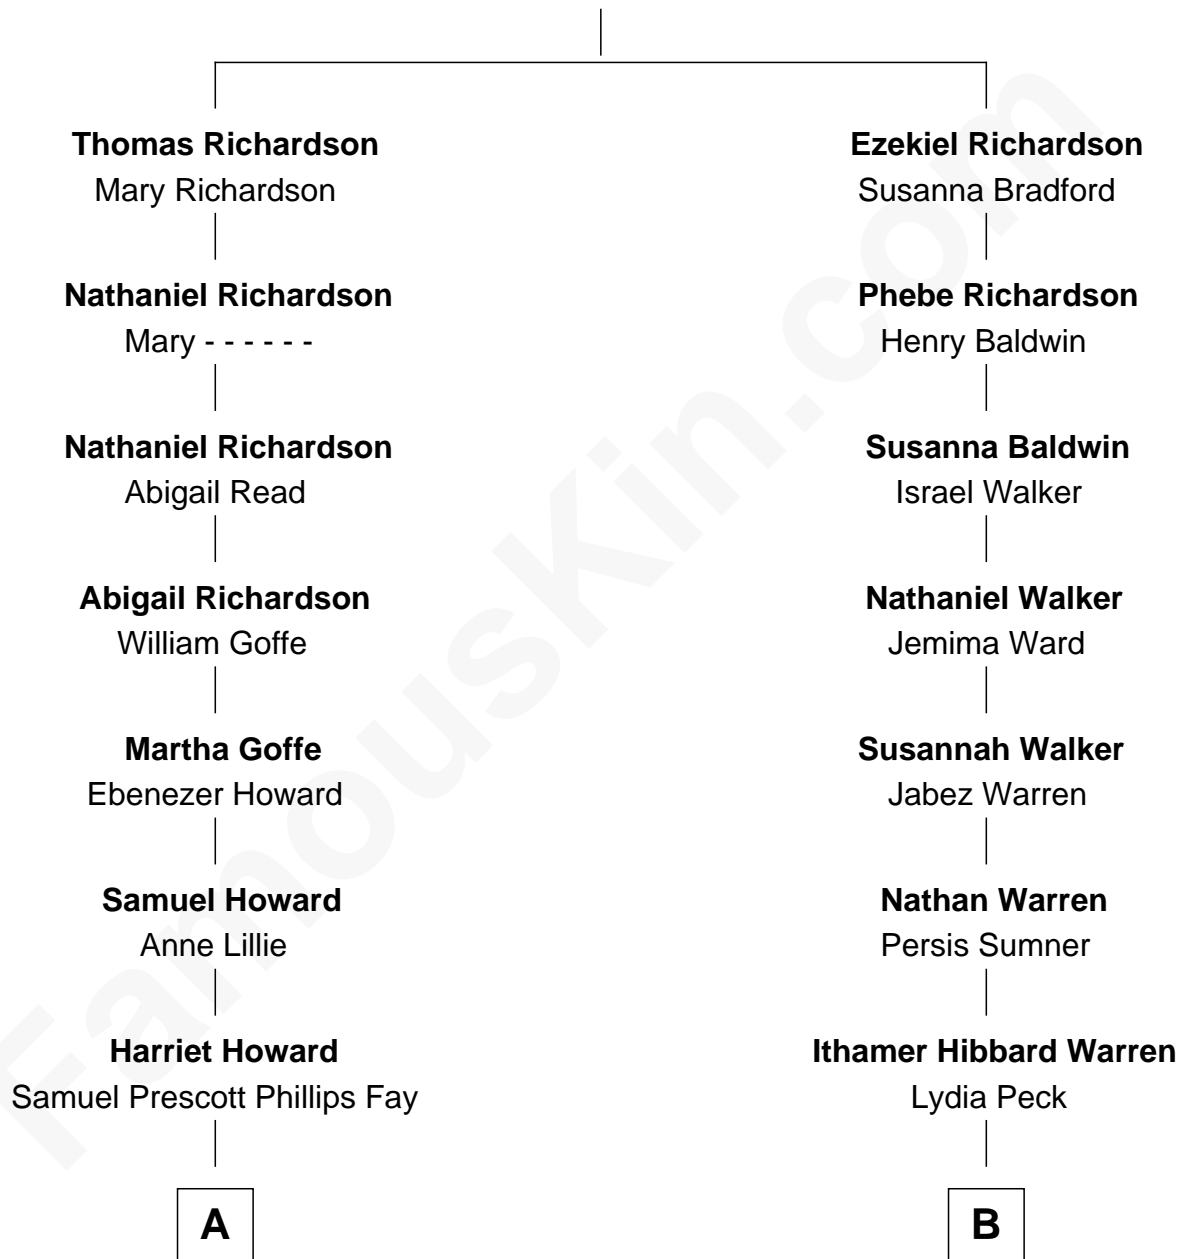 Thomas Richardson
Mary Richardson
Nathaniel Richardson
Mary - - - - - -
Nathaniel Richardson
Abigail Read
Abigail Richardson
William Goffe
Martha Goffe
Ebenezer Howard
Samuel Howard
Anne Lillie
Harriet Howard
Samuel Prescott Phillips Fay
A
Ezekiel Richardson
Susanna Bradford
Phebe Richardson
Henry Baldwin
Susanna Baldwin
Israel Walker
Nathaniel Walker
Jemima Ward
Susannah Walker
Jabez Warren
Nathan Warren
Persis Sumner
Ithamer Hibbard Warren
Lydia Peck
B
FamousKin.com